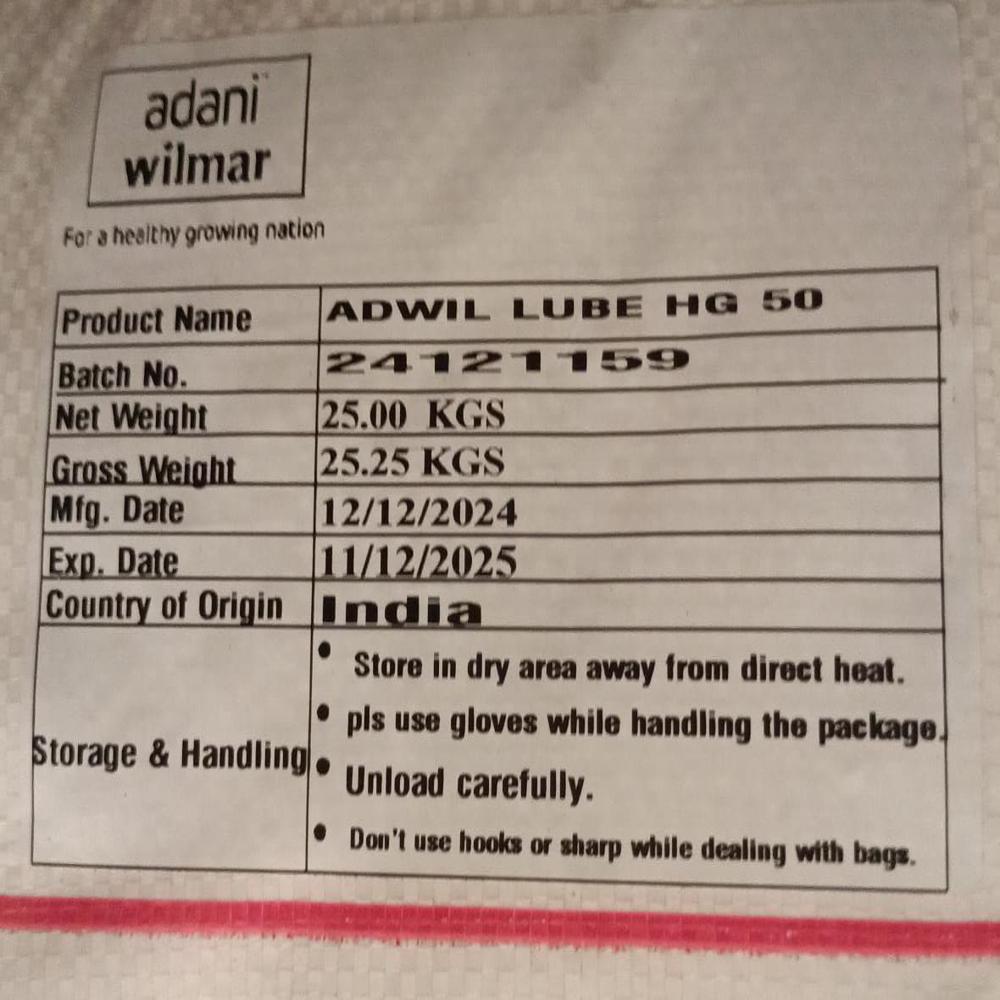 adani
wilmar
For a healthy growing nation
Product Name ADWIL LUBE HG 50
Batch No. 24121159
Net Weight 25.00 KGS
Gross Weight 25.25 KGS
Mfg. Date 12/12/2024
Exp. Date 11/12/2025
Country of Origin India
Storage & Handling
• Store in dry area away from direct heat.
• pls use gloves while handling the package.
• Unload carefully.
• Don't use hooks or sharp while dealing with bags.